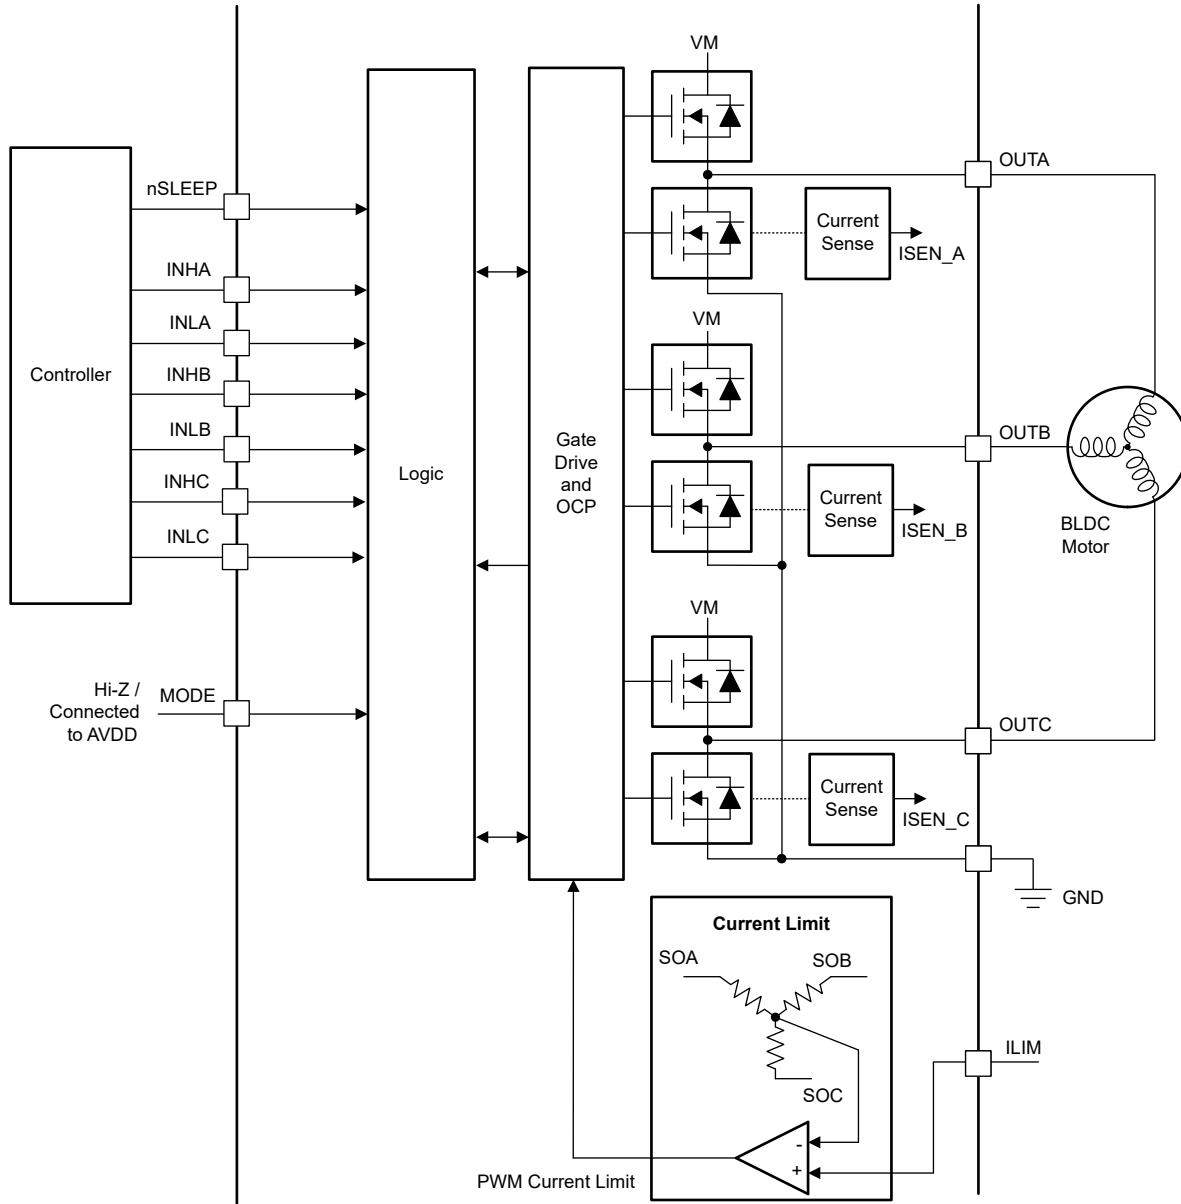 VM
nSLEEP
INHA
INLA
INHB
INLB
INHC
INLC
Controller
Hi-Z /
Connected
to AVDD
MODE
Logic
Gate
Drive
and
OCP
Current
Sense
ISEN_A
OUTA
VM
OUTB
Current
Sense
ISEN_B
BLDC
Motor
VM
OUTC
Current
Sense
ISEN_C
GND
Current Limit
SOA
SOB
SOC
ILIM
-
+
PWM Current Limit